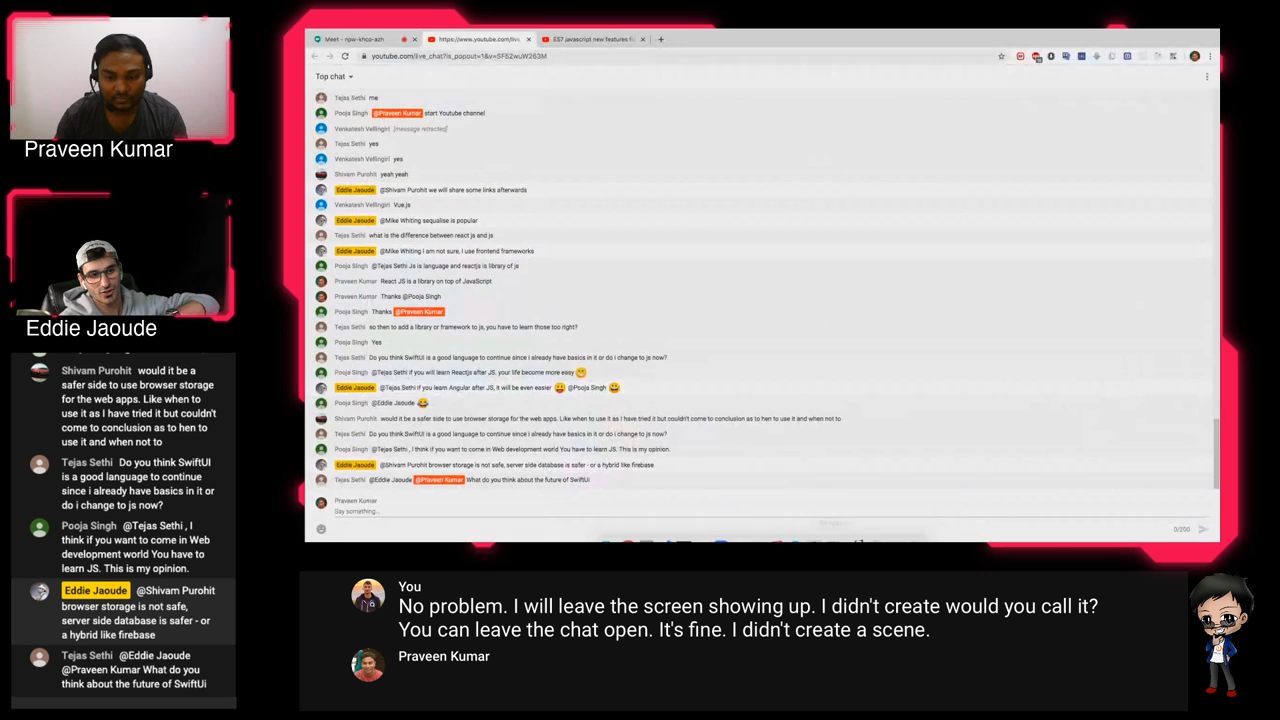 Praveen Kumar
Eddie Jaoude
Shivam Purohit would it be a
safer side to use browser storage
for the web apps. Like when to
use it as I have tried it but couldn't
come to conclusion as to hen to
use it and when not to
Tejas Sethi Do you think SwiftUI
is a good language to continue
since i already have basics in it or
do i change to js now?
Pooja Singh @Tejas Sethi , I
think if you want to come in Web
development world You have to
learn JS. This is my opinion.
Eddie Jaoude @Shivam Purohit
browser storage is not safe,
server side database is safer - or
a hybrid like firebase
Tejas Sethi @Eddie Jaoude
@Praveen Kumar What do you
think about the future of SwiftUi
Meet - npw-khco-azh
https://www.youtube.com/live_
ES7 javascript new features f
youtube.com/live_chat?is_popout=1&v=SF5ZwJW263M
Top chat
Tejas Sethi me
Pooja Singh @Praveen Kumar start Youtube channel
Venkatesh Vellingiri [message retracted]
Tejas Sethi yes
Venkatesh Vellingiri yes
Shivam Purohit yeah yeah
Eddie Jaoude @Shivam Purohit we will share some links afterwards
Venkatesh Vellingiri Vue.js
Eddie Jaoude @Mike Whiting sequalise is popular
Tejas Sethi what is the difference between react js and js
Eddie Jaoude @Mike Whiting I am not sure, I use frontend frameworks
Pooja Singh @Tejas Sethi Js is language and reactjs is library of js
Praveen Kumar React JS is a library on top of JavaScript
Praveen Kumar Thanks @Pooja Singh
Pooja Singh Thanks @Praveen Kumar
Tejas Sethi so then to add a library or framework to js, you have to learn those too right?
Pooja Singh Yes
Tejas Sethi Do you think SwiftUI is a good language to continue since i already have basics in it or do i change to js now?
Pooja Singh @Tejas Sethi if you will learn Reactjs after JS. your life become more esay 😁
Eddie Jaoude @Tejas Sethi if you learn Angular after JS, it will be even easier 😛 @Pooja Singh 😀
Pooja Singh @Eddie Jaoude 😂
Shivam Purohit would it be a safer side to use browser storage for the web apps. Like when to use it as I have tried it but couldn't come to conclusion as to hen to use it and when not to
Tejas Sethi Do you think SwiftUI is a good language to continue since i already have basics in it or do i change to js now?
Pooja Singh @Tejas Sethi , I think if you want to come in Web development world You have to learn JS. This is my opinion.
Eddie Jaoude @Shivam Purohit browser storage is not safe, server side database is safer - or a hybrid like firebase
Tejas Sethi @Eddie Jaoude @Praveen Kumar What do you think about the future of SwiftUi
Praveen Kumar
Say something...
0/200
You
No problem. I will leave the screen showing up. I didn't create would you call it?
You can leave the chat open. It's fine. I didn't create a scene.
Praveen Kumar